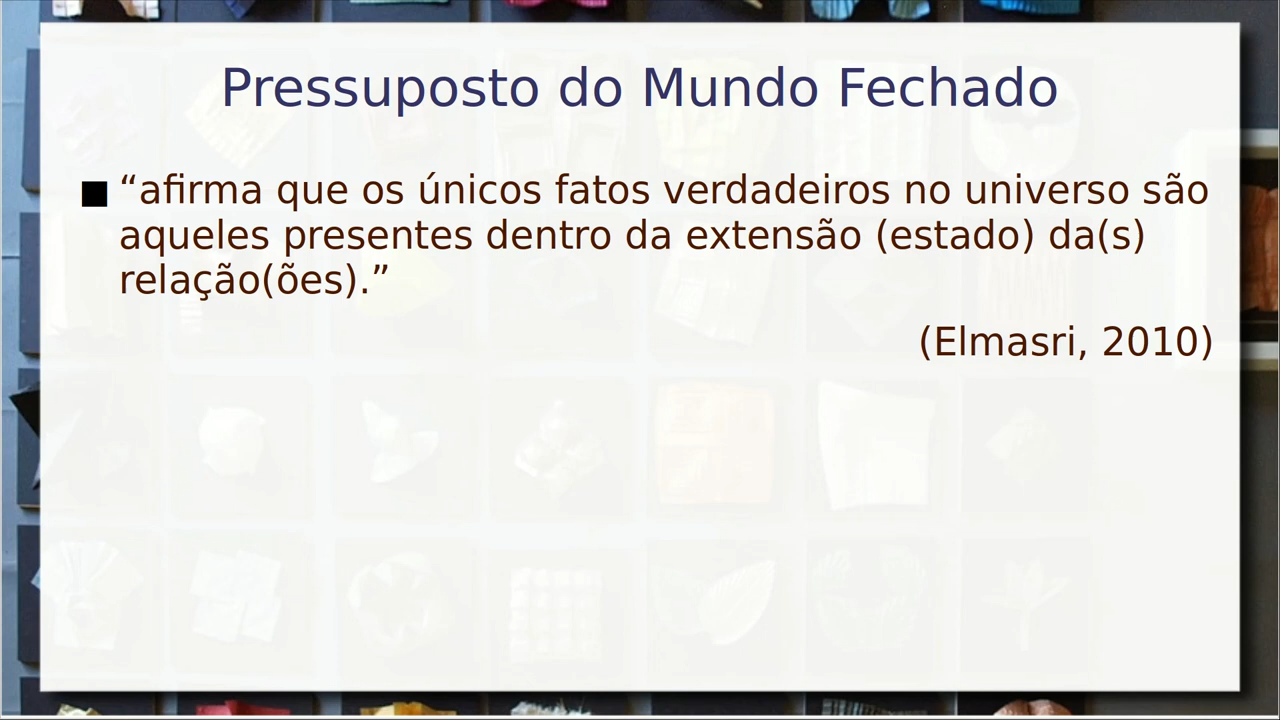 Pressuposto do Mundo Fechado
■ “afirma que os únicos fatos verdadeiros no universo são
aqueles presentes dentro da extensão (estado) da(s)
relação(ões).”
(Elmasri, 2010)